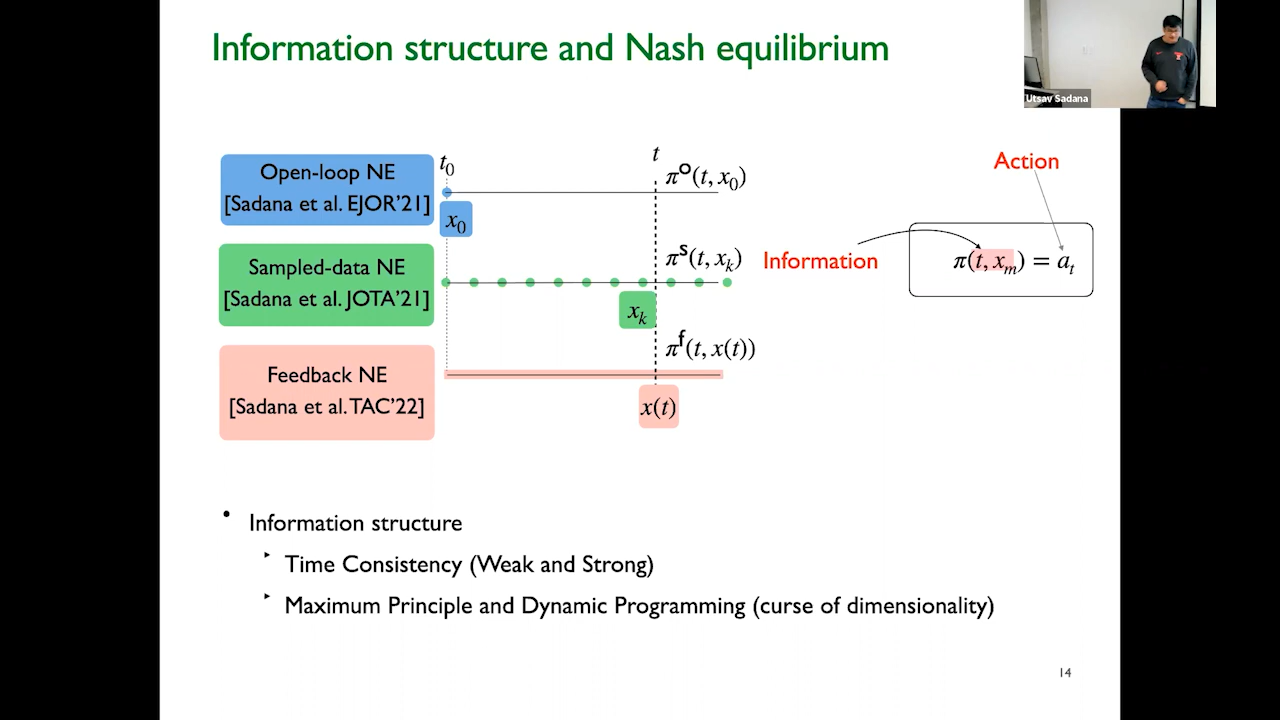 Information structure and Nash equilibrium
Utsav Sadana
Open-loop NE
[Sadana et al. EJOR'21]
t₀
x₀
t
πᵒ(t, x₀)
Sampled-data NE
[Sadana et al. JOTA'21]
πˢ(t, xₖ)
xₖ
Feedback NE
[Sadana et al. TAC'22]
πᶠ(t, x(t))
x(t)
Action
Information
π(t, xₘ) = aₜ
• Information structure
‣ Time Consistency (Weak and Strong)
‣ Maximum Principle and Dynamic Programming (curse of dimensionality)
14